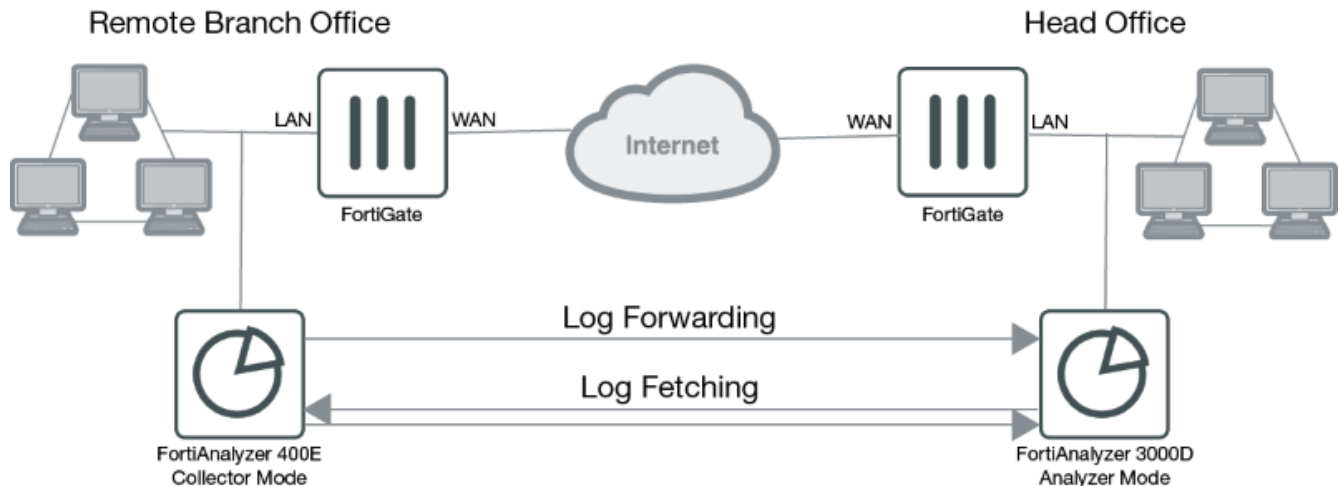 Remote Branch Office
Head Office
LAN
WAN
Internet
WAN
LAN
FortiGate
FortiGate
Log Forwarding
Log Fetching
FortiAnalyzer 400E
Collector Mode
FortiAnalyzer 3000D
Analyzer Mode